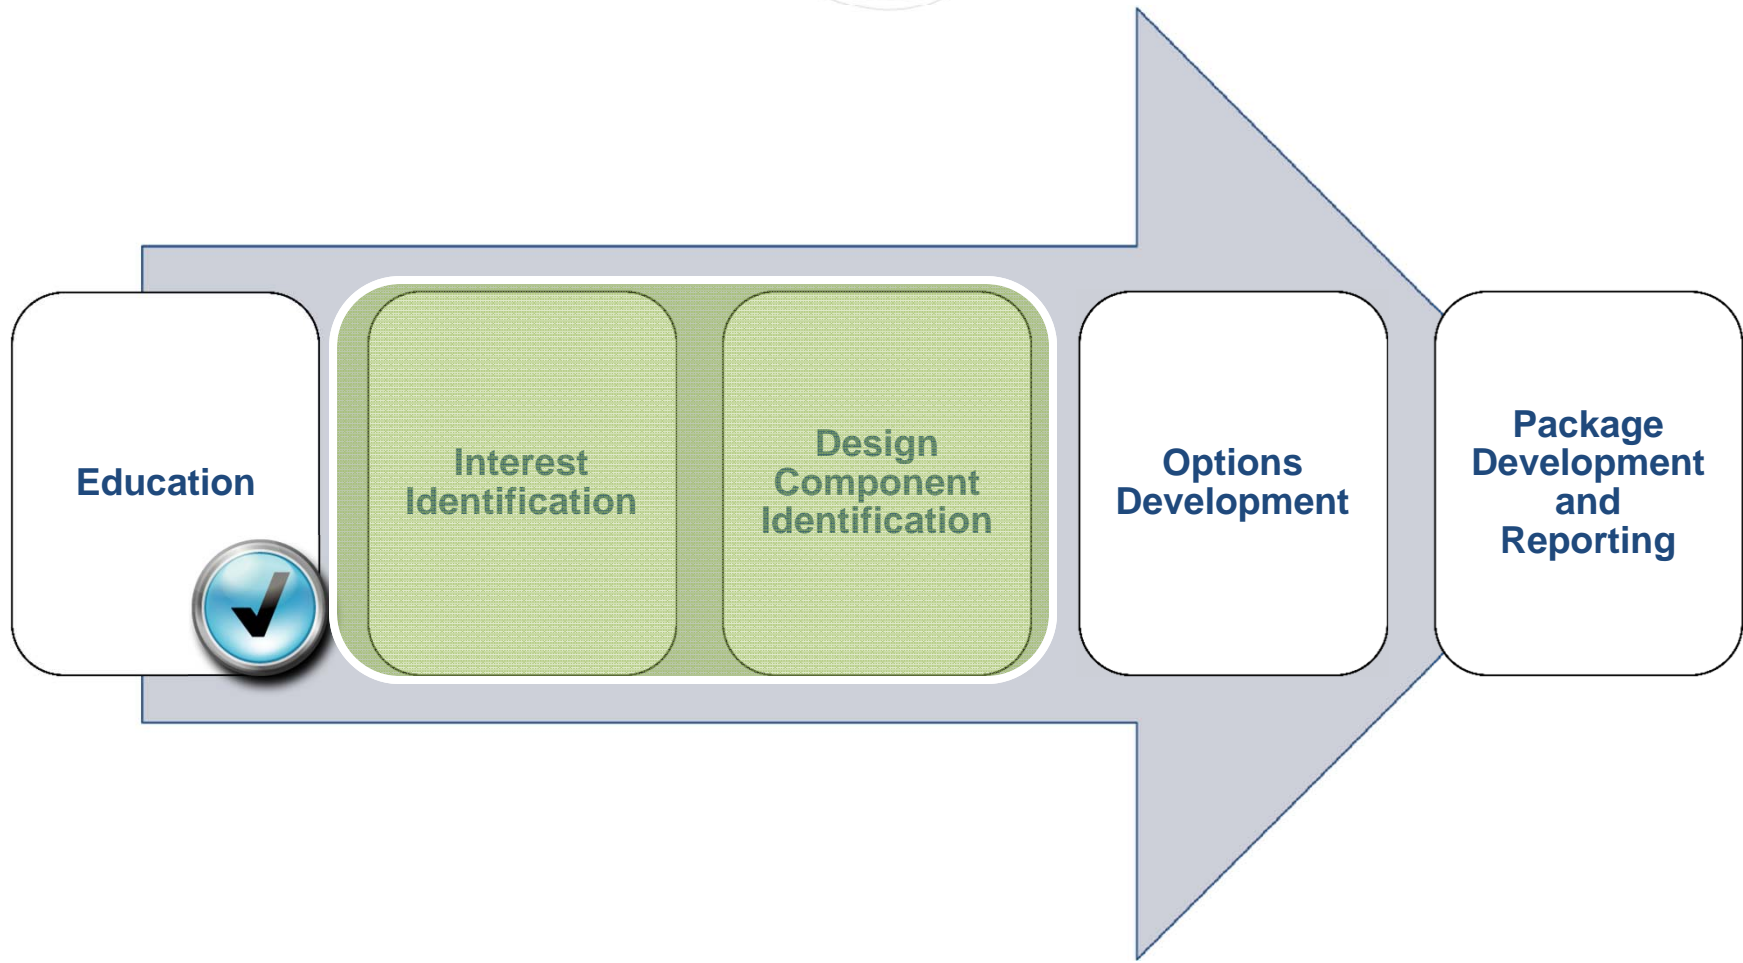 Education
Interest
Identification
Design
Component
Identification
Options
Development
Package
Development
and
Reporting